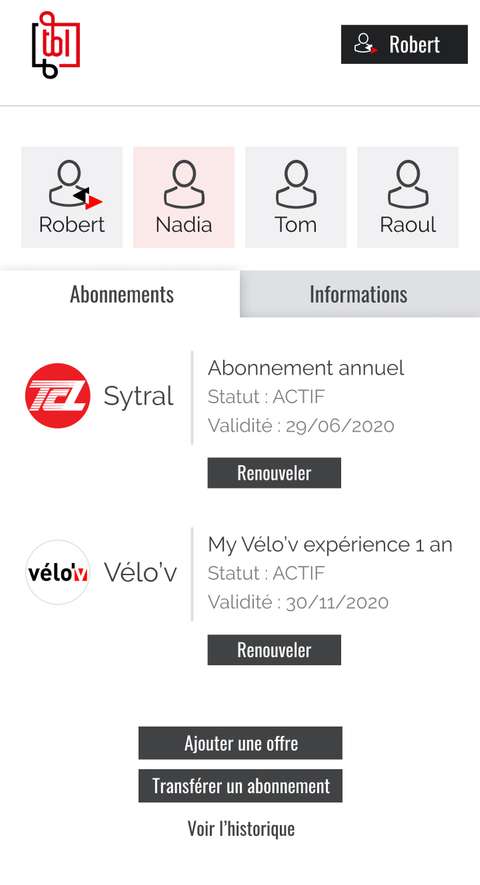 tbl
Robert
Robert
Nadia
Tom
Raoul
Abonnements
Informations
TCL
Sytral
Abonnement annuel
Statut : ACTIF
Validité : 29/06/2020
Renouveler
vélo'v
Vélo’v
My Vélo’v expérience 1 an
Statut : ACTIF
Validité : 30/11/2020
Renouveler
Ajouter une offre
Transférer un abonnement
Voir l’historique